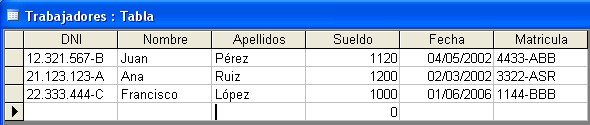 Trabajadores : Tabla
DNI Nombre Apellidos Sueldo Fecha Matricula
12.321.567-B Juan Pérez 1120 04/05/2002 4433-ABB
21.123.123-A Ana Ruiz 1200 02/03/2002 3322-ASR
22.333.444-C Francisco López 1000 01/06/2006 1144-BBB
0